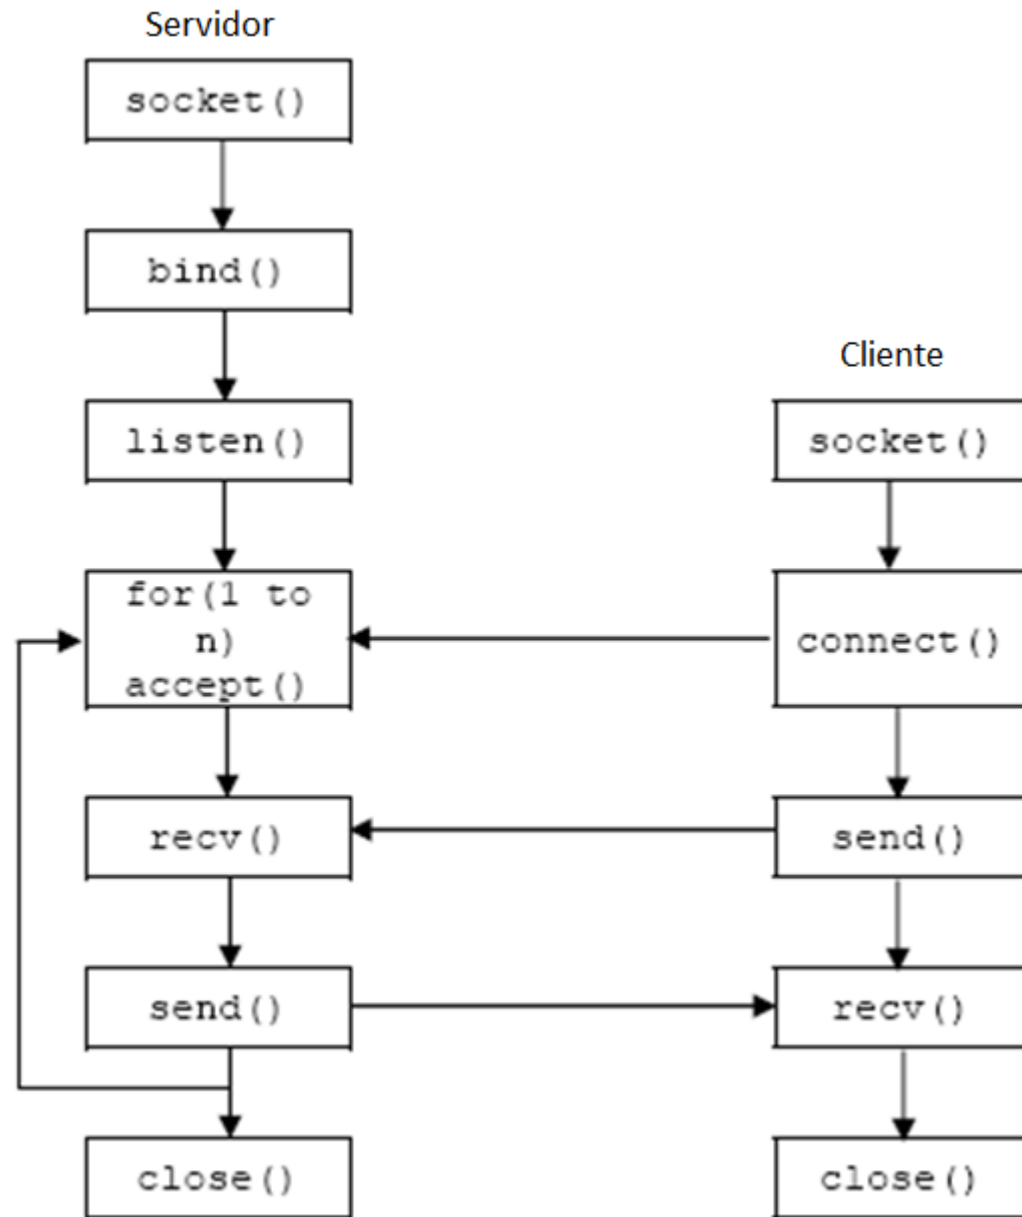 Servidor
socket()
bind()
listen()
for(1 to
n)
accept()
recv()
send()
close()
Cliente
socket()
connect()
send()
recv()
close()